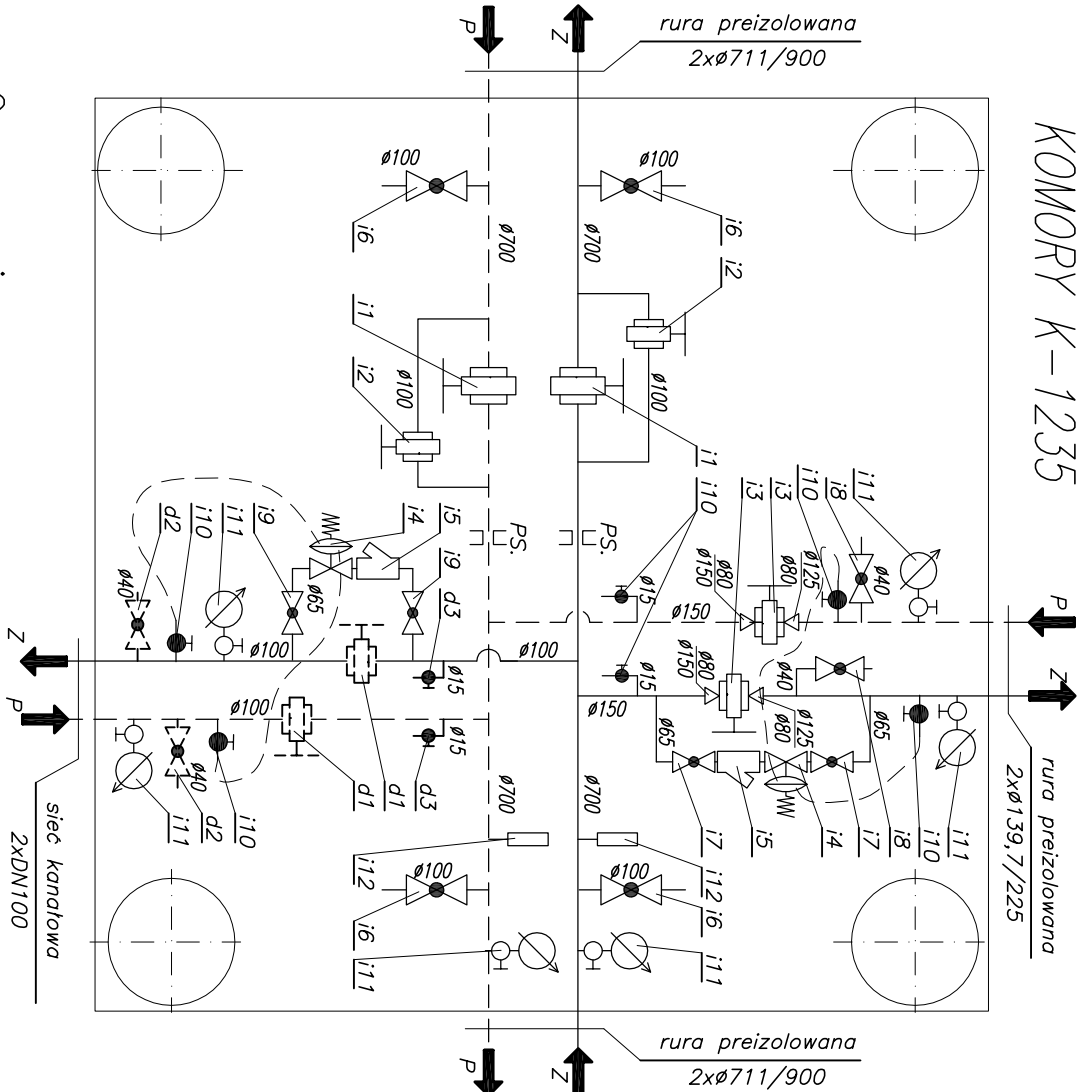 KOMORY K-1235
rura preizolowana
2xø711/900
P
Z
ø100
ø100
i6
ø700
ø700
i6
i2
i1
i2
ø100
ø100
i1
i10
i3
i3
i10
i8
i11
PS.
PS.
d2
i10
i11
i9
i4
i5
i9
d3
ø40
ø65
ø15
ø150
ø80
ø150
ø80
ø125
ø40
P
Z
rura preizolowana
2xø139,7/225
ø100
ø100
ø15
ø15
ø150
ø80
ø150
ø40
ø125
ø80
ø65
ø65
Z
P
ø100
ø15
ø40
i11
d2
i10
d1
d1
d3
ø700
ø700
i7
i5
i4
i7
i8
i10
i11
sieć kanałowa
2xDN100
i12
i6
i11
ø100
ø100
i12
i6
i11
P
Z
rura preizolowana
2xø711/900